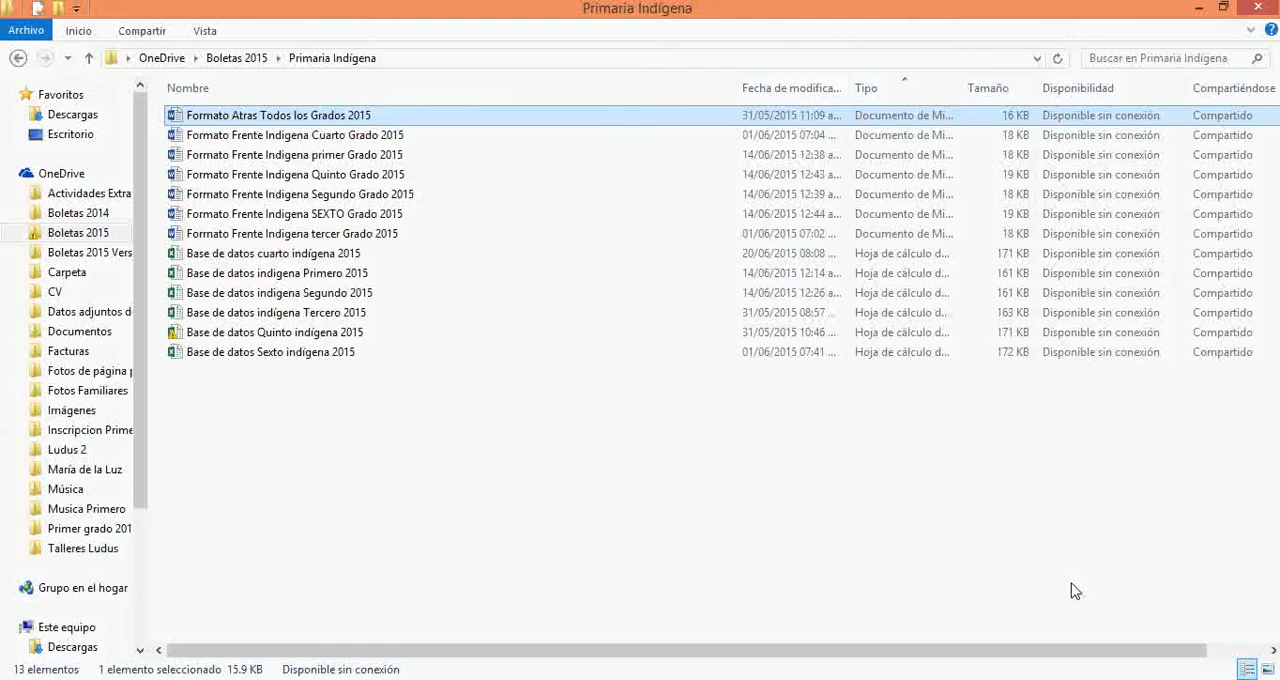 Primaria Indígena
Archivo Inicio Compartir Vista
OneDrive Boletas 2015 Primaria Indígena Buscar en Primaria Indígena
Nombre Fecha de modifica... Tipo Tamaño Disponibilidad Compartiéndose
Formato Atras Todos los Grados 2015 31/05/2015 11:09 a... Documento de Mi... 16 KB Disponible sin conexión Compartido
Formato Frente Indigena Cuarto Grado 2015 01/06/2015 07:04 ... Documento de Mi... 18 KB Disponible sin conexión Compartido
Formato Frente Indigena primer Grado 2015 14/06/2015 12:38 a... Documento de Mi... 18 KB Disponible sin conexión Compartido
Formato Frente Indigena Quinto Grado 2015 14/06/2015 12:43 a... Documento de Mi... 19 KB Disponible sin conexión Compartido
Formato Frente Indigena Segundo Grado 2015 14/06/2015 12:39 a... Documento de Mi... 18 KB Disponible sin conexión Compartido
Formato Frente Indigena SEXTO Grado 2015 14/06/2015 12:44 a... Documento de Mi... 19 KB Disponible sin conexión Compartido
Formato Frente Indigena tercer Grado 2015 01/06/2015 07:02 ... Documento de Mi... 18 KB Disponible sin conexión Compartido
Base de datos cuarto indígena 2015 20/06/2015 08:08 ... Hoja de cálculo d... 171 KB Disponible sin conexión Compartido
Base de datos indigena Primero 2015 14/06/2015 12:14 a... Hoja de cálculo d... 161 KB Disponible sin conexión Compartido
Base de datos indigena Segundo 2015 14/06/2015 12:26 a... Hoja de cálculo d... 161 KB Disponible sin conexión Compartido
Base de datos indígena Tercero 2015 31/05/2015 08:57 ... Hoja de cálculo d... 163 KB Disponible sin conexión Compartido
Base de datos Quinto indígena 2015 31/05/2015 10:46 ... Hoja de cálculo d... 171 KB Disponible sin conexión Compartido
Base de datos Sexto indígena 2015 01/06/2015 07:41 ... Hoja de cálculo d... 172 KB Disponible sin conexión Compartido
Favoritos
Descargas
Escritorio
OneDrive
Actividades Extra
Boletas 2014
Boletas 2015
Boletas 2015 Vers
Carpeta
CV
Datos adjuntos d
Documentos
Facturas
Fotos de página p
Fotos Familiares
Imágenes
Inscripcion Prime
Ludus 2
María de la Luz
Música
Musica Primero
Primer grado 201
Talleres Ludus
Grupo en el hogar
Este equipo
Descargas
13 elementos 1 elemento seleccionado 15.9 KB Disponible sin conexión